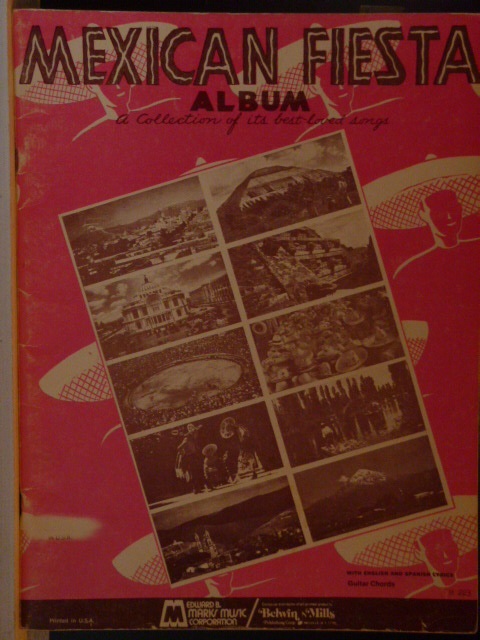 MEXICAN FIESTA
ALBUM
a Collection of its best-loved songs
WITH ENGLISH AND SPANISH LYRICS
Guitar Chords
Printed in U.S.A.
EDWARD B.
MARKS MUSIC
CORPORATION
Belwin Mills